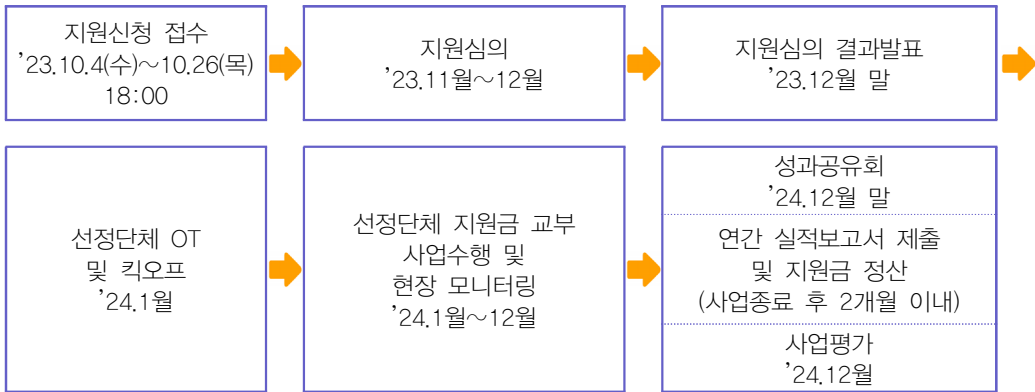 지원신청 접수
’23.10.4(수)~10.26(목)
18:00
지원심의
’23.11월~12월
지원심의 결과발표
’23.12월 말
선정단체 OT
및 킥오프
’24.1월
선정단체 지원금 교부
사업수행 및
현장 모니터링
’24.1월~12월
성과공유회
’24.12월 말
연간 실적보고서 제출
및 지원금 정산
(사업종료 후 2개월 이내)
사업평가
’24.12월